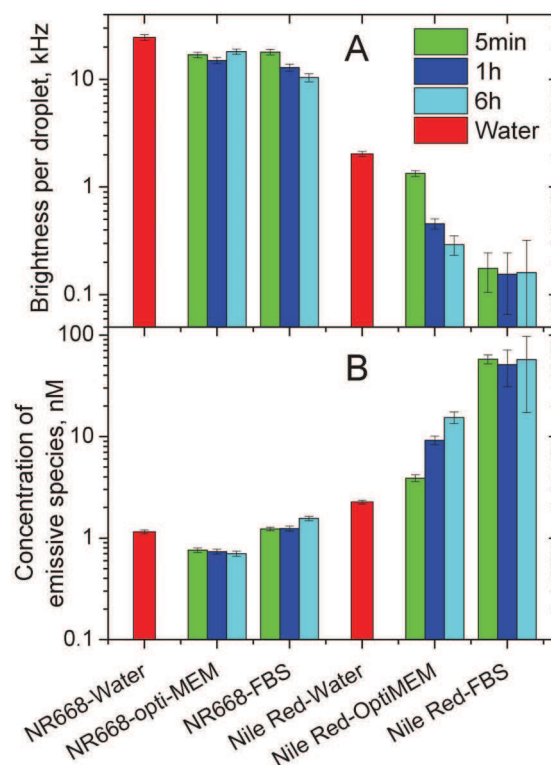 A
5min
1h
6h
Water
Brightness per droplet, kHz
10
1
0.1
B
Concentration of
emissive species, nM
100
10
1
0.1
NR668-Water
NR668-opti-MEM
NR668-FBS
Nile Red-Water
Nile Red-OptiMEM
Nile Red-FBS